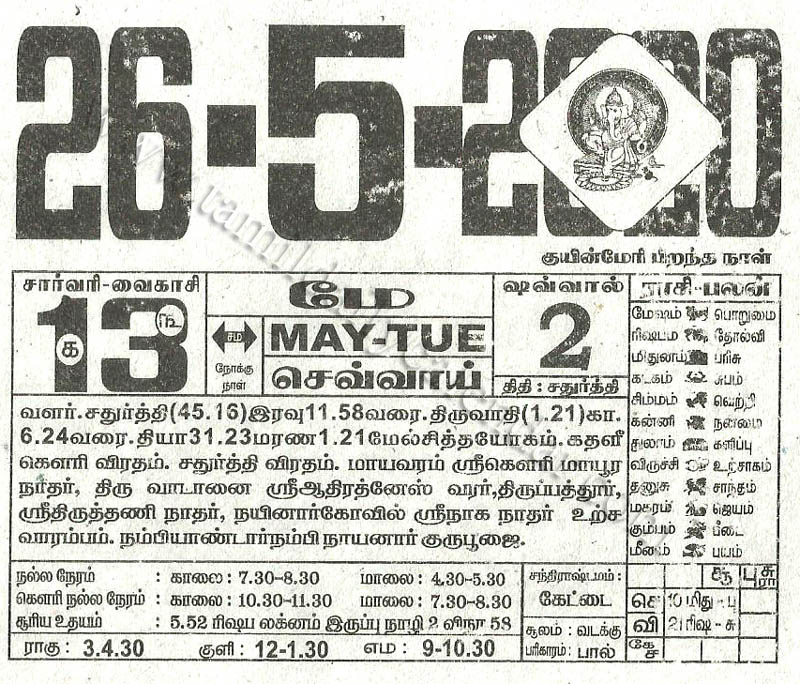 26-5-2020
குயின்மேரி பிறந்த நாள்
சார்வரி-வைகாசி
13
௧ ௩
மே
சம
நோக்கு
நாள்
MAY-TUE
செவ்வாய்
ஷவ்வால்
2
திதி : சதுர்த்தி
ராசி-பலன்
மேஷம் பொறுமை
ரிஷபம் தோல்வி
மிதுனம் பரிசு
கடகம் சுபம்
சிம்மம் வெற்றி
கன்னி நன்மை
துலாம் களிப்பு
விருச்சி உற்சாகம்
தனுசு சாந்தம்
மகரம் ஜெயம்
கும்பம் பீடை
மீனம் பயம்
வளர். சதுர்த்தி(45.16)இரவு11.58வரை.திருவாதி(1.21)கா.
6.24வரை.தியா31.23மரண1.21மேல்சித்தயோகம். கதளீ
கௌரி விரதம். சதுர்த்தி விரதம். மாயவரம் ஸ்ரீகௌரி மாயூர
நாதர், திரு வாடானை ஸ்ரீஆதிரத்னேஸ் வரர்,திருப்பத்தூர்,
ஸ்ரீதிருத்தணி நாதர், நயினார்கோவில் ஸ்ரீநாக நாதர் உற்ச
வாரம்பம். நம்பியாண்டார்நம்பி நாயனார் குருபூஜை.
நல்ல நேரம் : காலை : 7.30-8.30 மாலை : 4.30-5.30
கௌரி நல்ல நேரம் : காலை : 10.30-11.30 மாலை : 7.30-8.30
சூரிய உதயம் : 5.52 ரிஷப லக்னம் இருப்பு நாழி 2 விநா 58
ராகு : 3.4.30 குளி : 12-1.30 எம : 9-10.30
சந்திராஷ்டமம் :
கேட்டை
சூலம் : வடக்கு
பரிகாரம் : பால்
சூ பு சு ரா
செ 10 மிது - பு
வி 21 ரிஷ - சு
கே